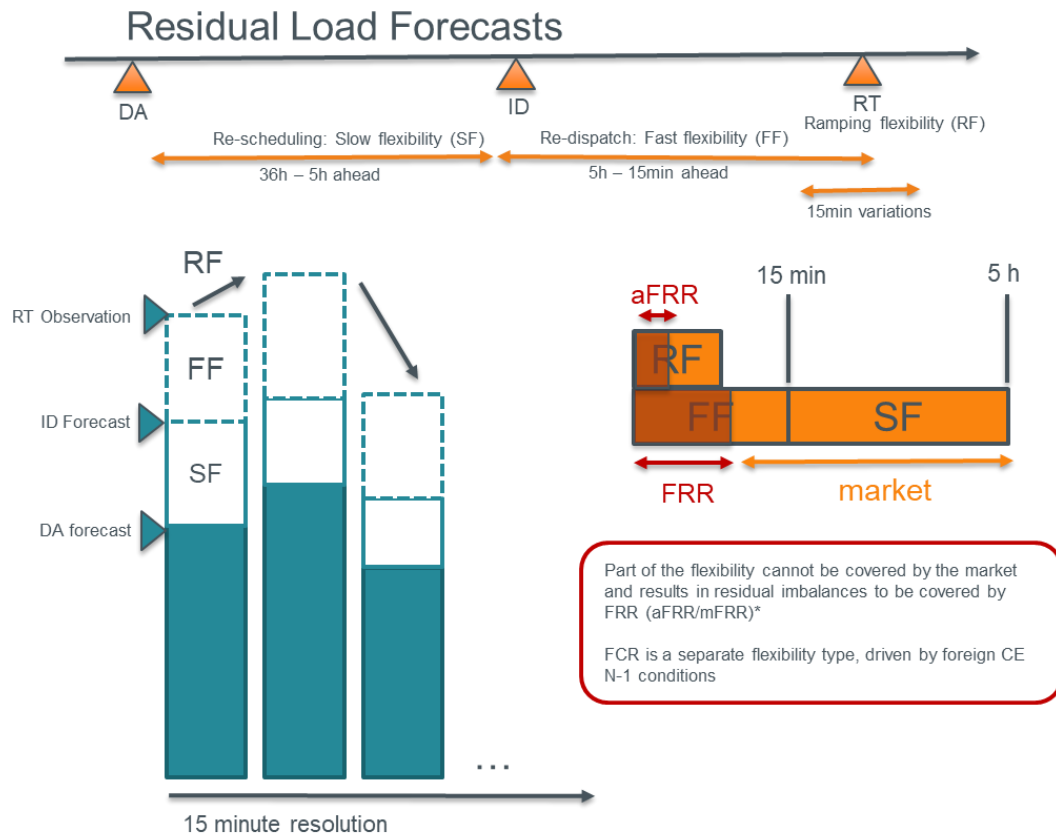 Residual Load Forecasts
DA
ID
RT
Re-scheduling: Slow flexibility (SF)
36h – 5h ahead
Re-dispatch: Fast flexibility (FF)
5h – 15min ahead
Ramping flexibility (RF)
15min variations
RF
RT Observation
FF
ID Forecast
SF
DA forecast
...
15 minute resolution
15 min
5 h
aFRR
RF
FF
SF
FRR
market
Part of the flexibility cannot be covered by the market
and results in residual imbalances to be covered by
FRR (aFRR/mFRR)*
FCR is a separate flexibility type, driven by foreign CE
N-1 conditions